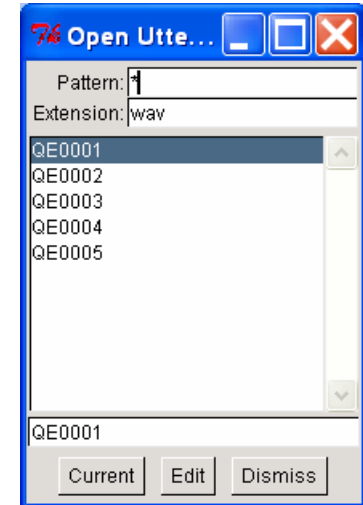 Open Utte...
Pattern: *
Extension: wav
QE0001
QE0002
QE0003
QE0004
QE0005
QE0001
Current Edit Dismiss